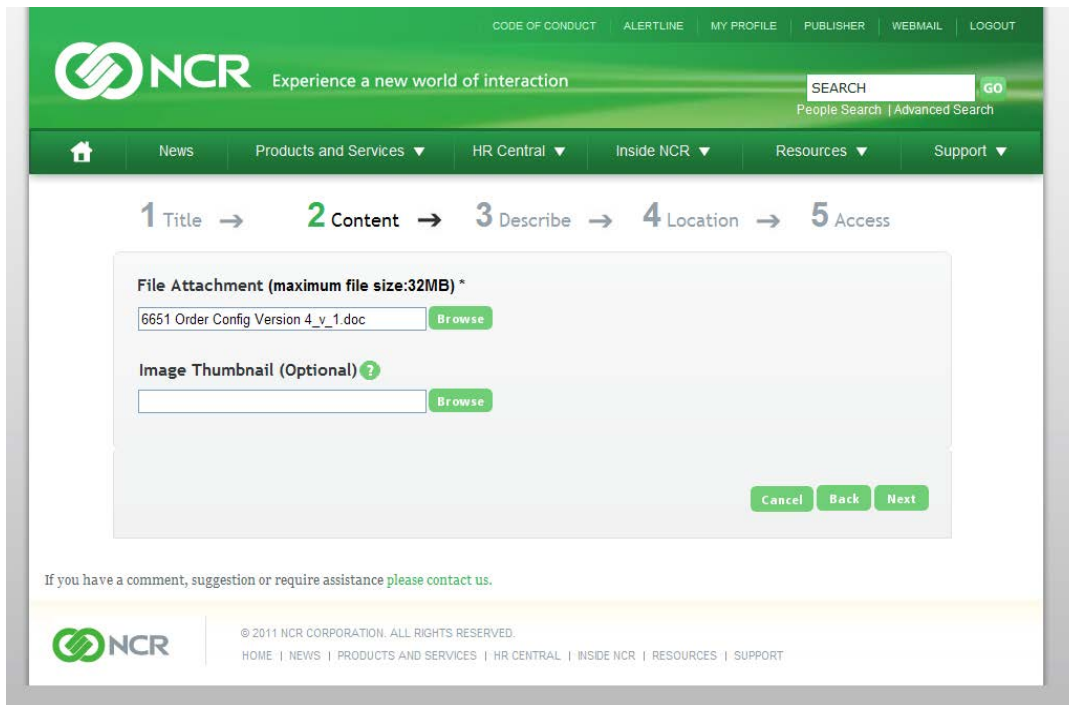 CODE OF CONDUCT ALERTLINE MY PROFILE PUBLISHER WEBMAIL LOGOUT
NCR Experience a new world of interaction
SEARCH GO
People Search | Advanced Search
News Products and Services ▼ HR Central ▼ Inside NCR ▼ Resources ▼ Support ▼
1 Title → 2 Content → 3 Describe → 4 Location → 5 Access
File Attachment (maximum file size:32MB) *
6651 Order Config Version 4_v_1.doc Browse
Image Thumbnail (Optional) ?
Browse
Cancel Back Next
If you have a comment, suggestion or require assistance please contact us.
NCR
© 2011 NCR CORPORATION. ALL RIGHTS RESERVED.
HOME | NEWS | PRODUCTS AND SERVICES | HR CENTRAL | INSIDE NCR | RESOURCES | SUPPORT